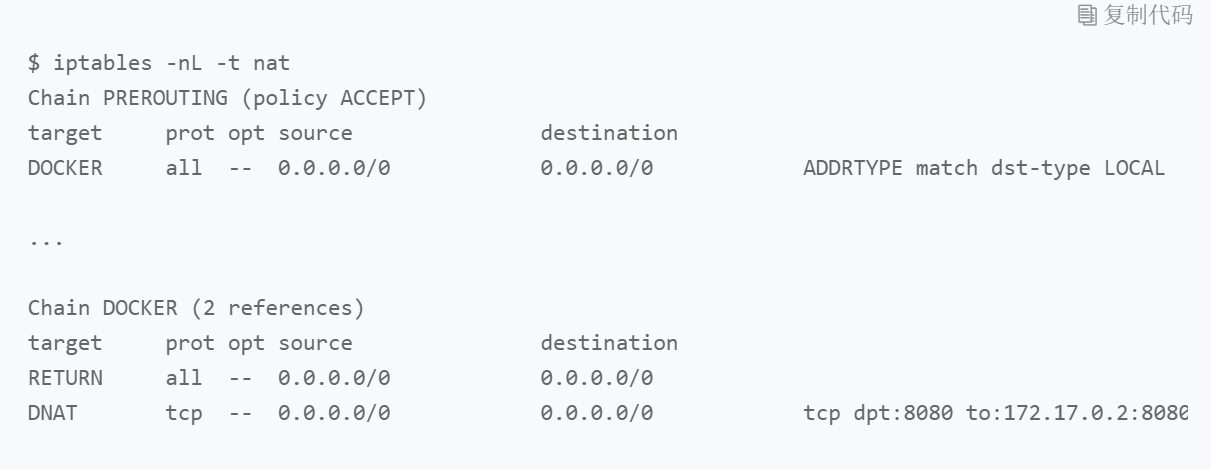 复制代码
$ iptables -nL -t nat
Chain PREROUTING (policy ACCEPT)
target     prot opt source               destination
DOCKER     all  --  0.0.0.0/0            0.0.0.0/0            ADDRTYPE match dst-type LOCAL
...
Chain DOCKER (2 references)
target     prot opt source               destination
RETURN     all  --  0.0.0.0/0            0.0.0.0/0
DNAT       tcp  --  0.0.0.0/0            0.0.0.0/0            tcp dpt:8080 to:172.17.0.2:8080